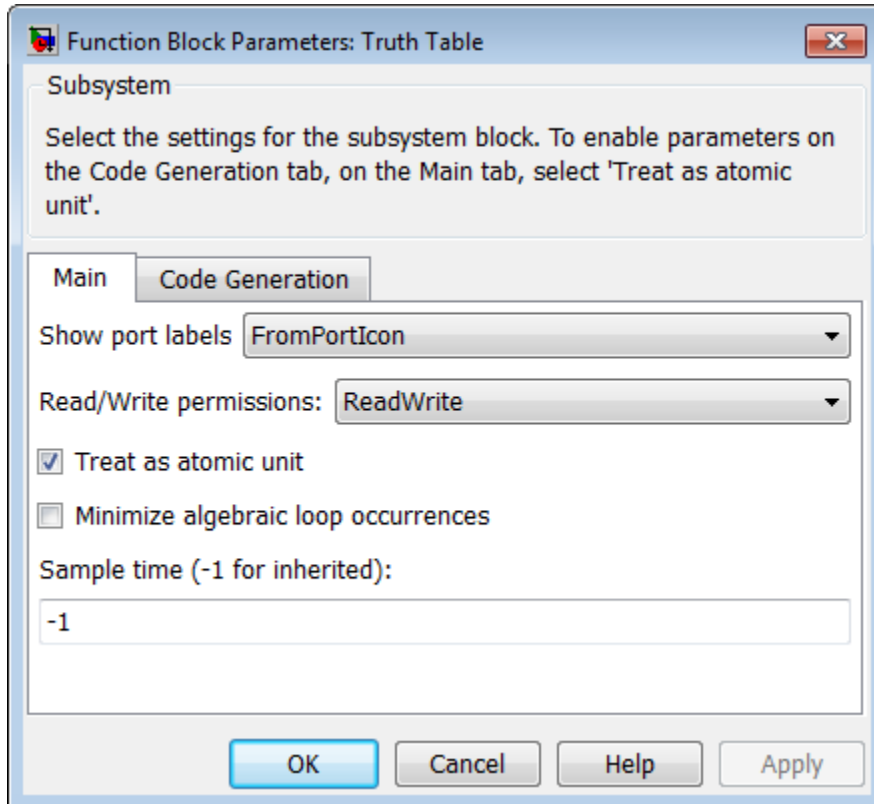 Function Block Parameters: Truth Table
Subsystem
Select the settings for the subsystem block. To enable parameters on
the Code Generation tab, on the Main tab, select 'Treat as atomic
unit'.
Main Code Generation
Show port labels FromPortIcon
Read/Write permissions: ReadWrite
Treat as atomic unit
Minimize algebraic loop occurrences
Sample time (-1 for inherited):
-1
OK Cancel Help Apply